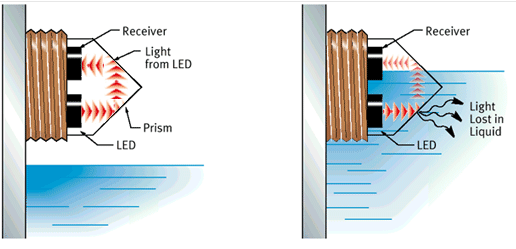 Receiver
Light
from LED
Prism
LED
Receiver
Light
Lost in
Liquid
LED